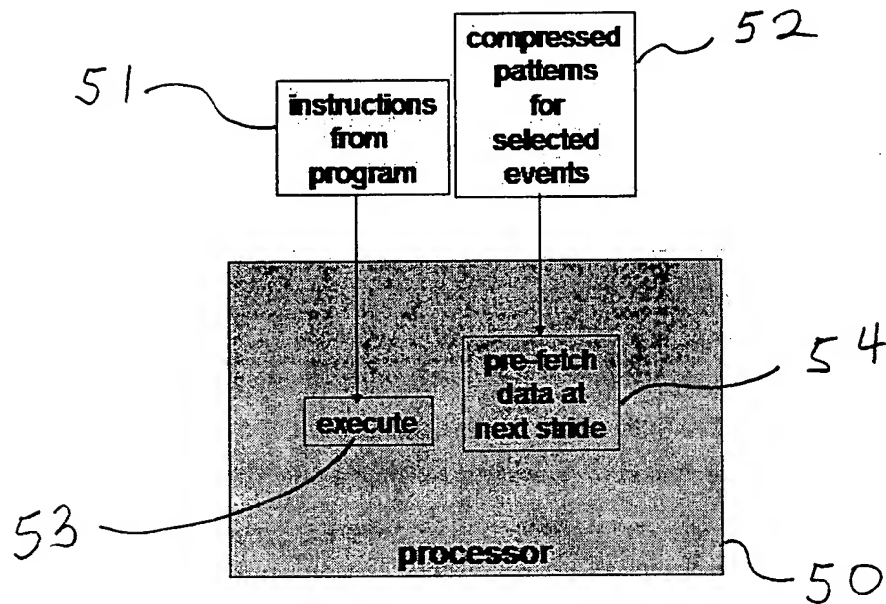 51
instructions
from
program
compressed
patterns
for
selected
events
52
execute
53
pre-fetch
data at
next stride
54
processor
50